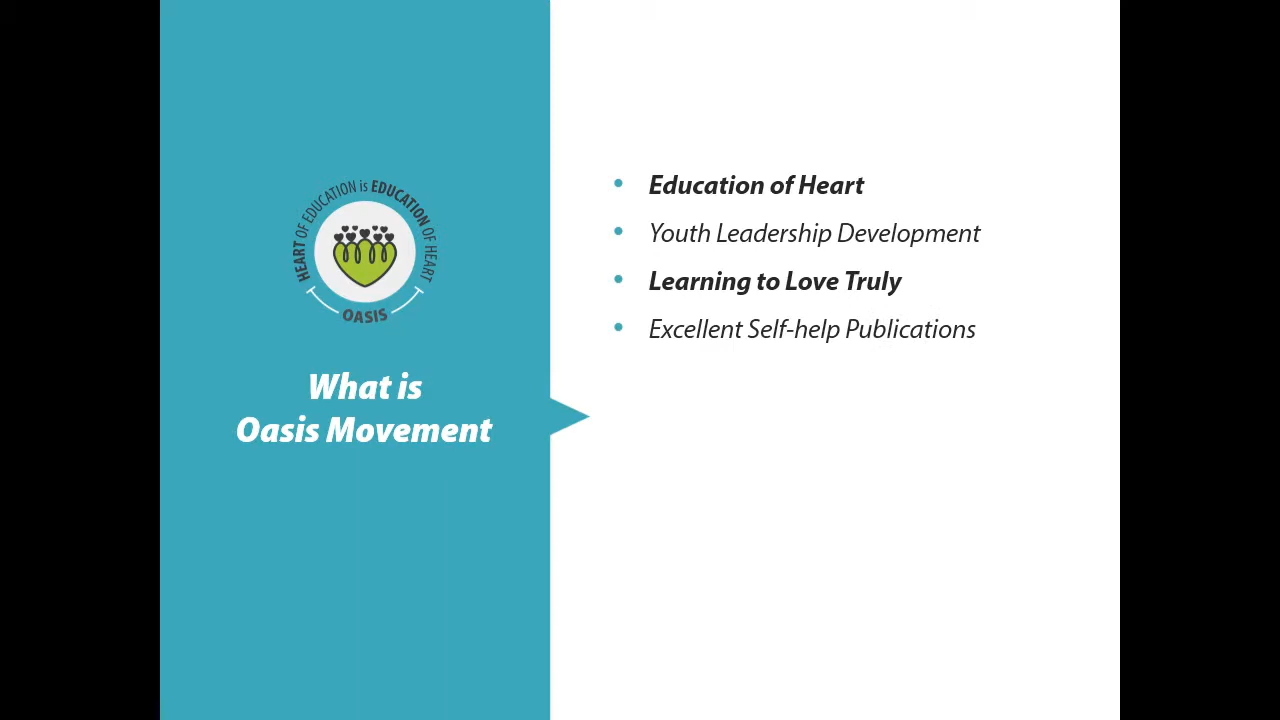 HEART OF EDUCATION is EDUCATION OF HEART
OASIS
What is
Oasis Movement
• Education of Heart
• Youth Leadership Development
• Learning to Love Truly
• Excellent Self-help Publications